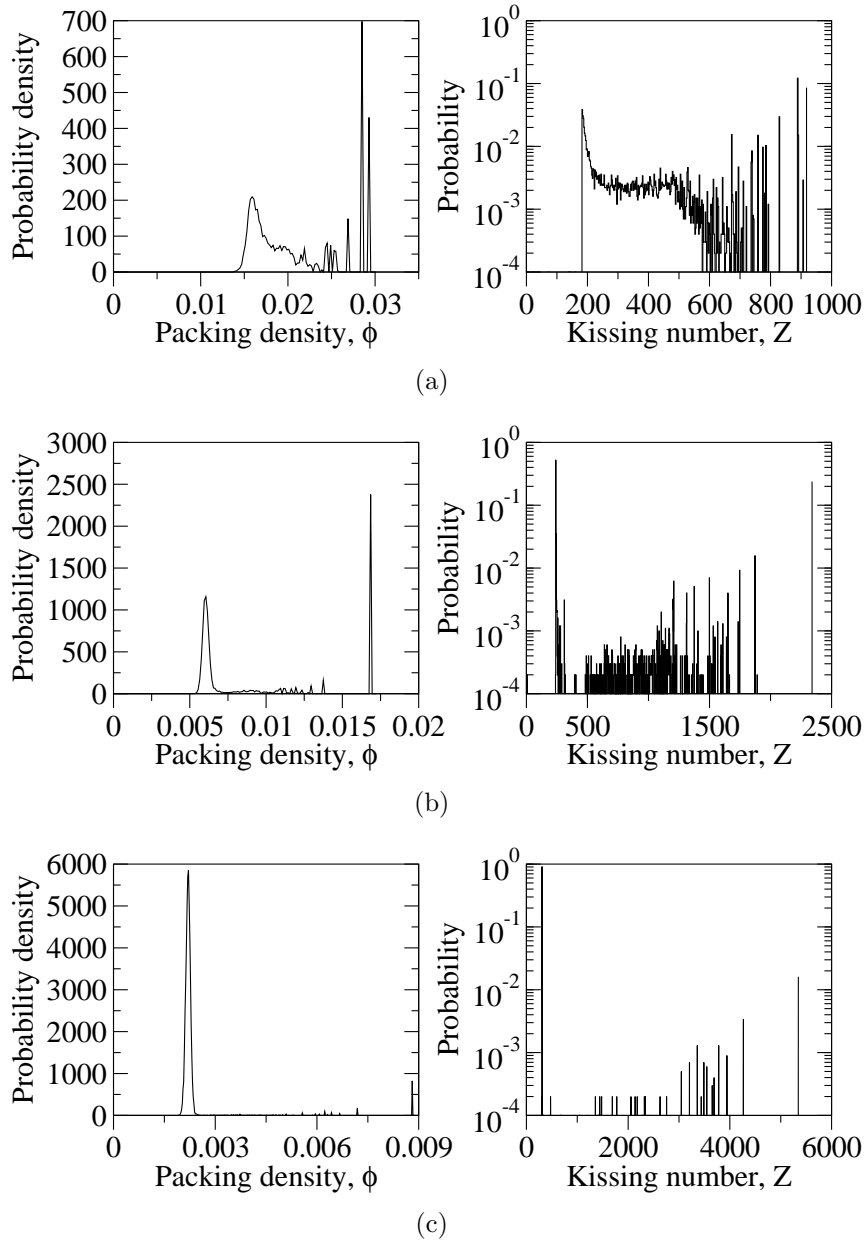 700
600
500
400
300
200
100
0
Probability density
0 0.01 0.02 0.03
Packing density, ϕ
10^0
10^-1
10^-2
10^-3
10^-4
Probability
0 200 400 600 800 1000
Kissing number, Z
(a)
3000
2500
2000
1500
1000
500
0
Probability density
0 0.005 0.01 0.015 0.02
Packing density, ϕ
10^0
10^-1
10^-2
10^-3
10^-4
Probability
0 500 1000 1500 2500
Kissing number, Z
(b)
6000
5000
4000
3000
2000
1000
0
Probability density
0 0.003 0.006 0.009
Packing density, ϕ
10^0
10^-1
10^-2
10^-3
10^-4
Probability
0 2000 4000 6000
Kissing number, Z
(c)